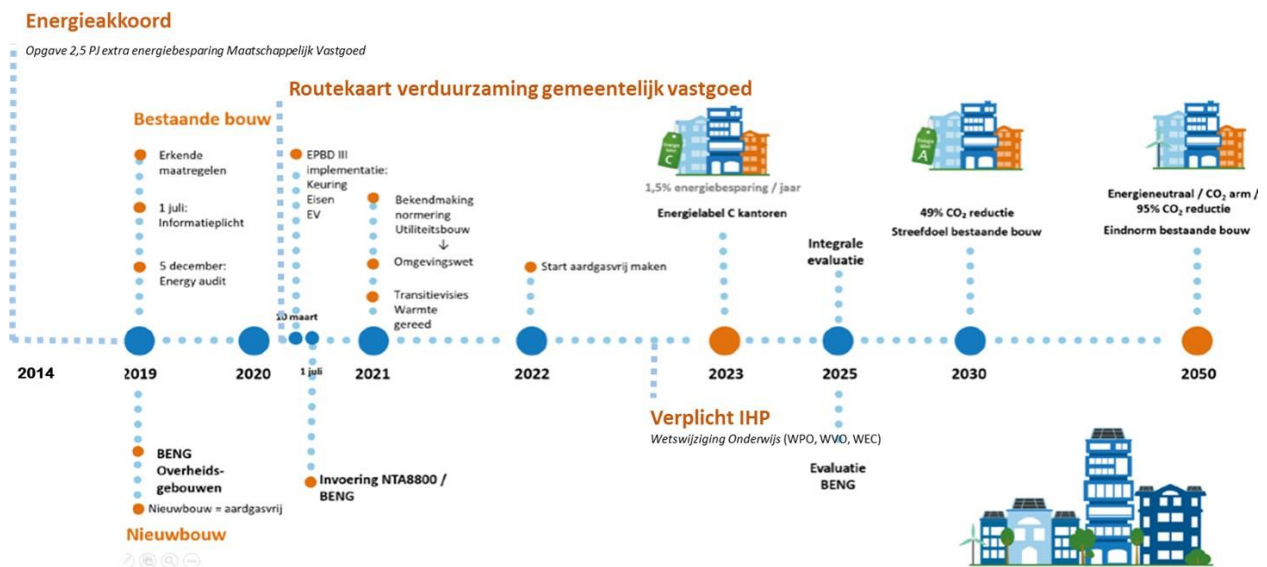 Energieakkoord
Opgave 2,5 PJ extra energiebesparing Maatschappelijk Vastgoed
Routekaart verduurzaming gemeentelijk vastgoed
Bestaande bouw
Erkende
maatregelen
1 juli:
Informatieplicht
5 december:
Energy audit
EPBD III
implementatie:
Keuring
Eisen
EV
10 maart
Bekendmaking
normering
Utiliteitsbouw
↓
Omgevingswet
Transitievisies
Warmte
gereed
Start aardgasvrij maken
C
1,5% energiebesparing / jaar
Energielabel C kantoren
Integrale
evaluatie
A
49% CO₂ reductie
Streefdoel bestaande bouw
Energieneutraal / CO₂ arm /
95% CO₂ reductie
Eindnorm bestaande bouw
2014
2019
2020
1 juli
2021
2022
2023
2025
2030
2050
BENG
Overheids-
gebouwen
Nieuwbouw = aardgasvrij
Nieuwbouw
Invoering NTA8800 /
BENG
Verplicht IHP
Wetswijziging Onderwijs (WPO, WVO, WEC)
Evaluatie
BENG